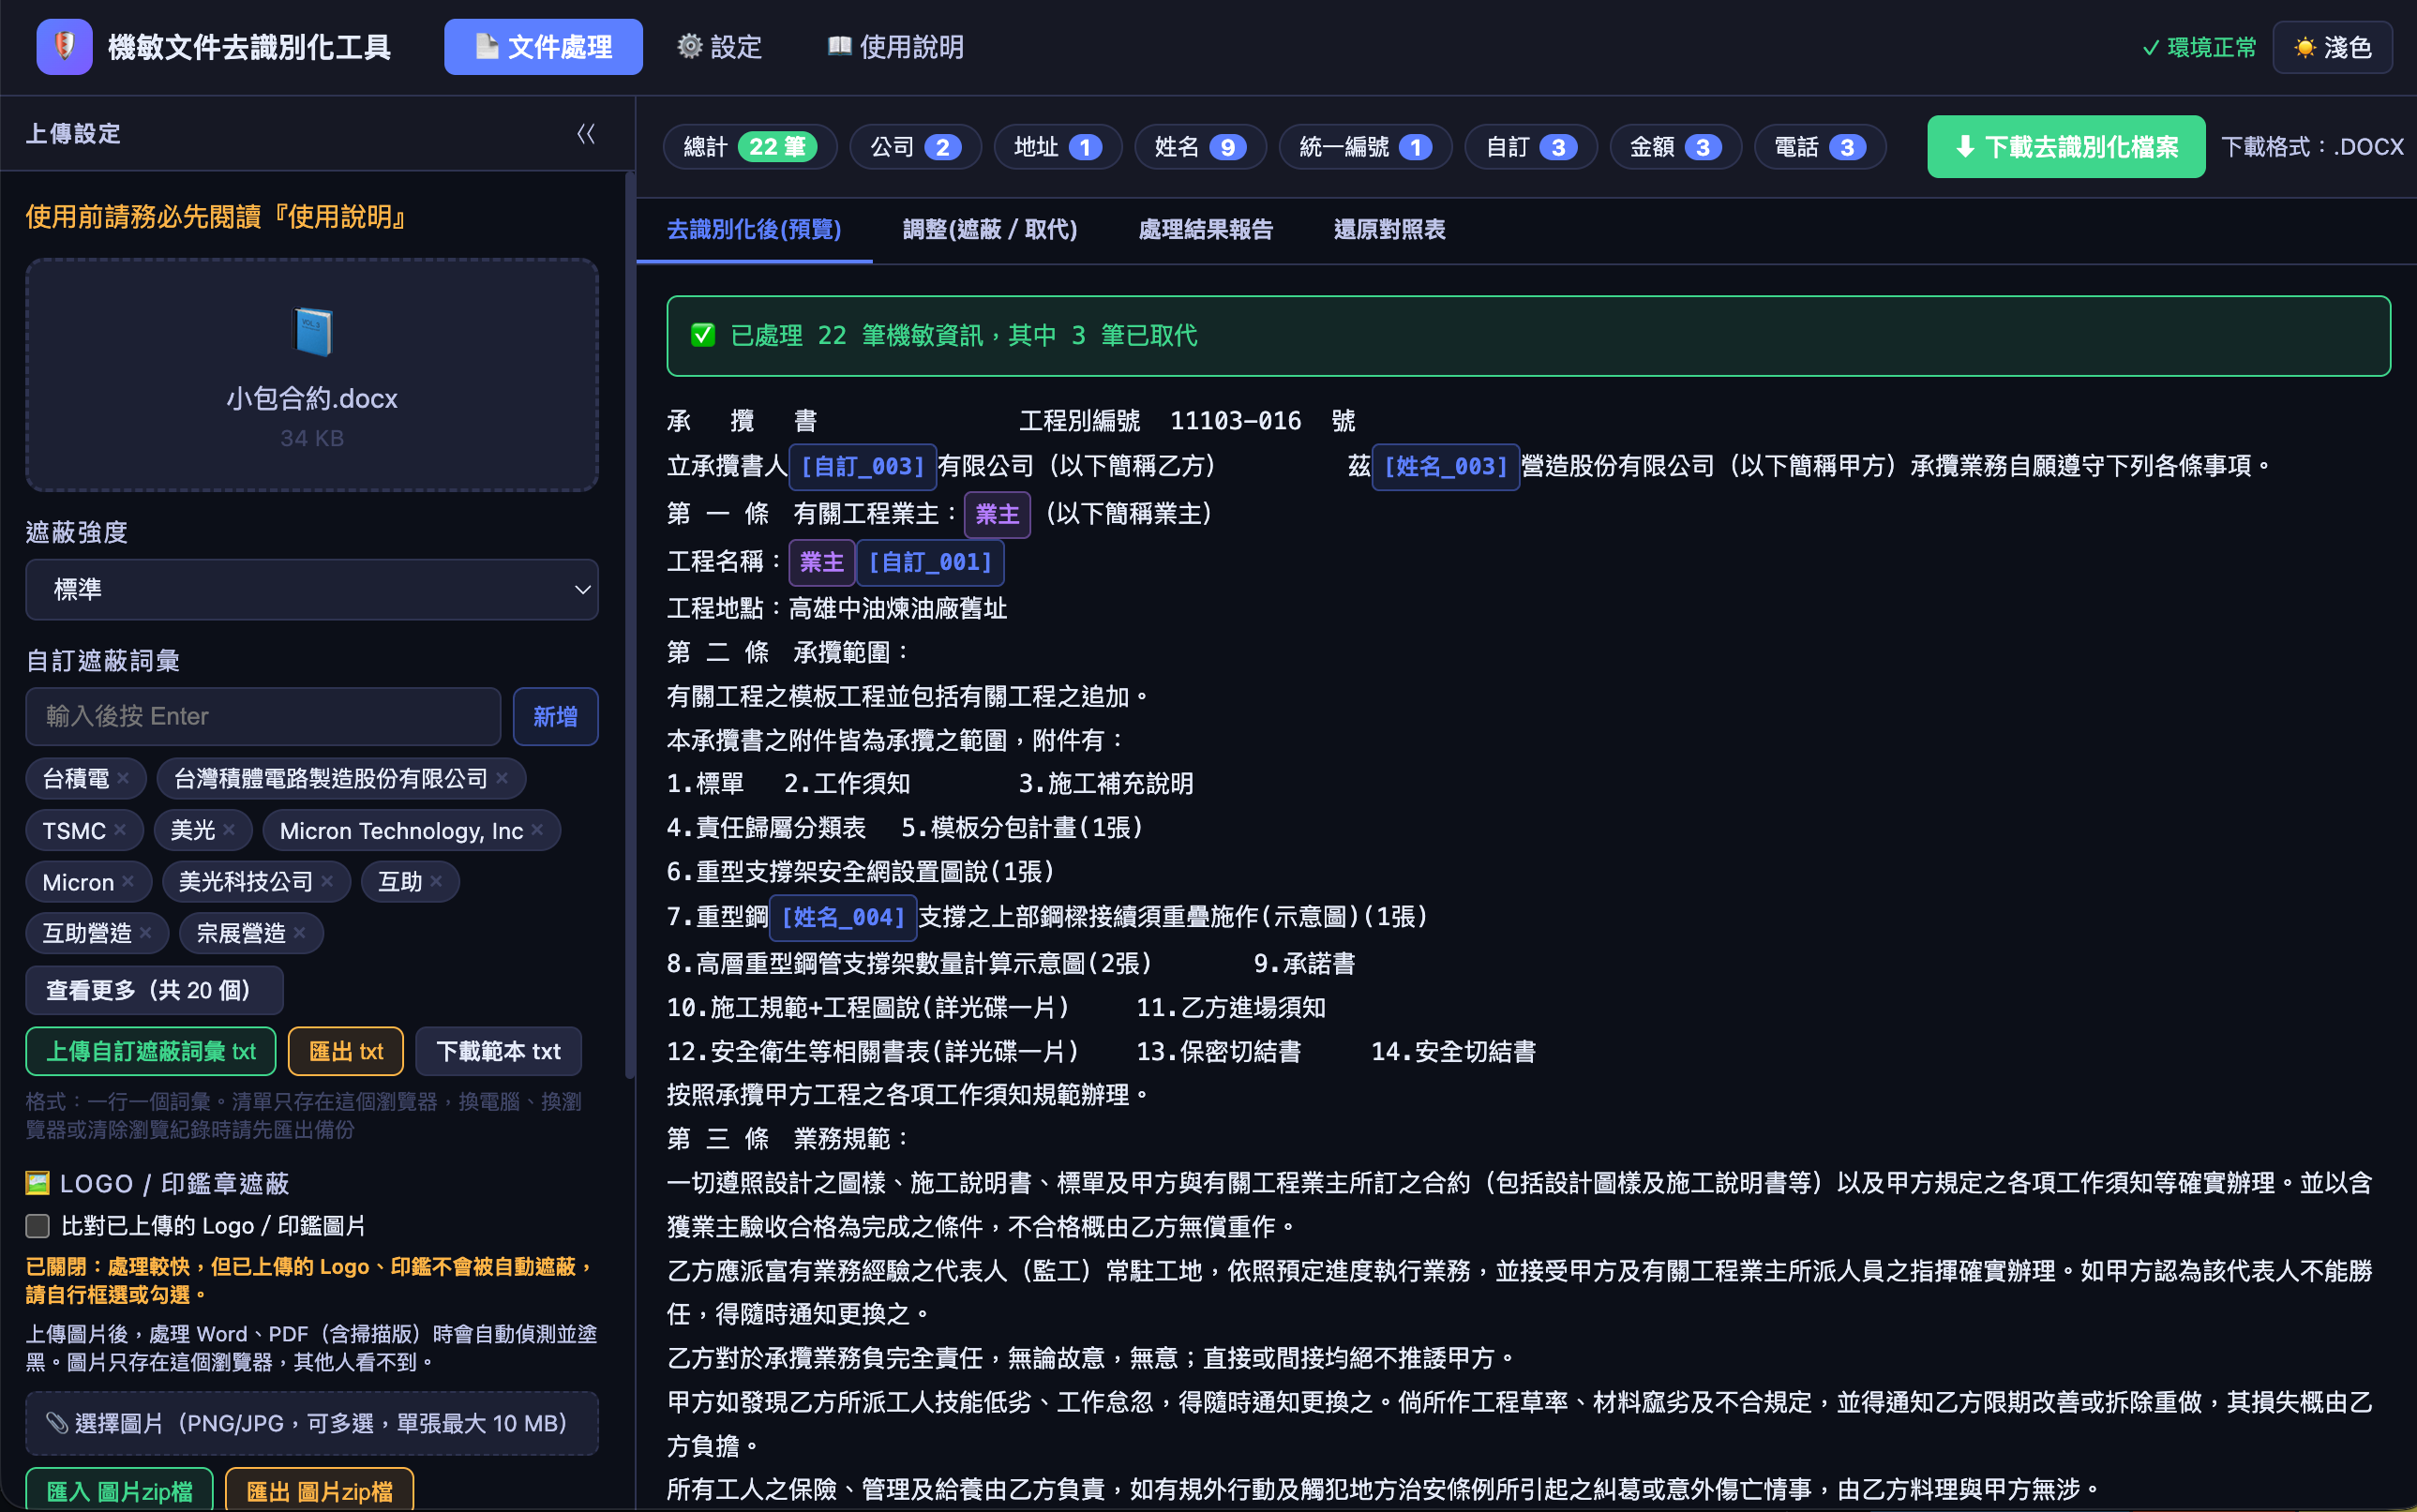 機敏文件去識別化工具
文件處理
設定
使用說明
✓ 環境正常
淺色
上傳設定
使用前請務必先閱讀『使用說明』
小包合約.docx
34 KB
遮蔽強度
標準
自訂遮蔽詞彙
輸入後按 Enter
新增
台積電 ×
台灣積體電路製造股份有限公司 ×
TSMC ×
美光 ×
Micron Technology, Inc ×
Micron ×
美光科技公司 ×
互助 ×
互助營造 ×
宗展營造 ×
查看更多（共 20 個）
上傳自訂遮蔽詞彙 txt
匯出 txt
下載範本 txt
格式：一行一個詞彙。清單只存在這個瀏覽器，換電腦、換瀏
覽器或清除瀏覽紀錄時請先匯出備份
LOGO / 印鑑章遮蔽
比對已上傳的 Logo / 印鑑圖片
已關閉：處理較快，但已上傳的 Logo、印鑑不會被自動遮蔽，
請自行框選或勾選。
上傳圖片後，處理 Word、PDF（含掃描版）時會自動偵測並塗
黑。圖片只存在這個瀏覽器，其他人看不到。
選擇圖片（PNG/JPG，可多選，單張最大 10 MB）
匯入 圖片zip檔
匯出 圖片zip檔
總計 22 筆
公司 2
地址 1
姓名 9
統一編號 1
自訂 3
金額 3
電話 3
下載去識別化檔案
下載格式：.DOCX
去識別化後(預覽)
調整(遮蔽 / 取代)
處理結果報告
還原對照表
已處理 22 筆機敏資訊，其中 3 筆已取代
承 攬 書 工程別編號 11103-016 號
立承攬書人[自訂_003]有限公司（以下簡稱乙方） 茲[姓名_003]營造股份有限公司（以下簡稱甲方）承攬業務自願遵守下列各條事項。
第 一 條 有關工程業主：業主（以下簡稱業主）
工程名稱：業主[自訂_001]
工程地點：高雄中油煉油廠舊址
第 二 條 承攬範圍：
有關工程之模板工程並包括有關工程之追加。
本承攬書之附件皆為承攬之範圍，附件有：
1.標單 2.工作須知 3.施工補充說明
4.責任歸屬分類表 5.模板分包計畫(1張)
6.重型支撐架安全網設置圖說(1張)
7.重型鋼[姓名_004]支撐之上部鋼樑接續須重疊施作(示意圖)(1張)
8.高層重型鋼管支撐架數量計算示意圖(2張) 9.承諾書
10.施工規範+工程圖說(詳光碟一片) 11.乙方進場須知
12.安全衛生等相關書表(詳光碟一片) 13.保密切結書 14.安全切結書
按照承攬甲方工程之各項工作須知規範辦理。
第 三 條 業務規範：
一切遵照設計之圖樣、施工說明書、標單及甲方與有關工程業主所訂之合約（包括設計圖樣及施工說明書等）以及甲方規定之各項工作須知等確實辦理。並以含
獲業主驗收合格為完成之條件，不合格概由乙方無償重作。
乙方應派富有業務經驗之代表人（監工）常駐工地，依照預定進度執行業務，並接受甲方及有關工程業主所派人員之指揮確實辦理。如甲方認為該代表人不能勝
任，得隨時通知更換之。
乙方對於承攬業務負完全責任，無論故意，無意；直接或間接均絕不推諉甲方。
甲方如發現乙方所派工人技能低劣、工作怠忽，得隨時通知更換之。倘所作工程草率、材料窳劣及不合規定，並得通知乙方限期改善或拆除重做，其損失概由乙
方負擔。
所有工人之保險、管理及給養由乙方負責，如有規外行動及觸犯地方治安條例所引起之糾葛或意外傷亡情事，由乙方料理與甲方無涉。